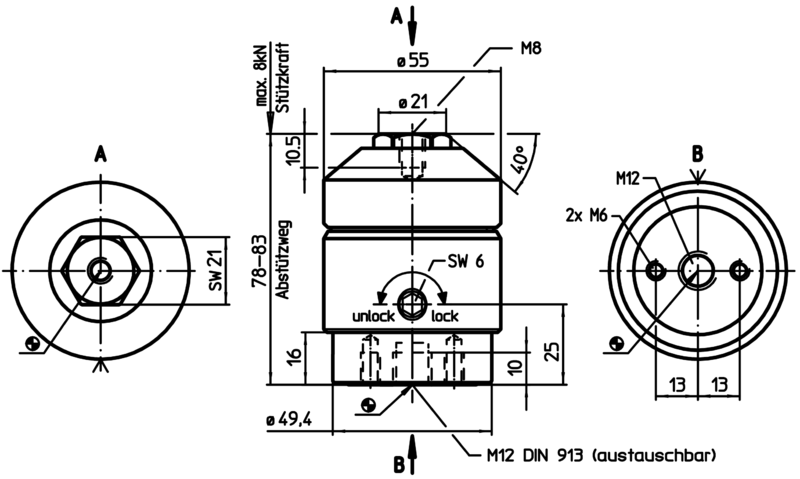 A
M8
ø 55
max. 8kN
Stützkraft
ø 21
10.5
40°
A
B
M12
2x M6
SW 21
78–83
Abstützweg
SW 6
unlock
lock
16
10
25
13
13
ø 49,4
B
M12 DIN 913 (austauschbar)